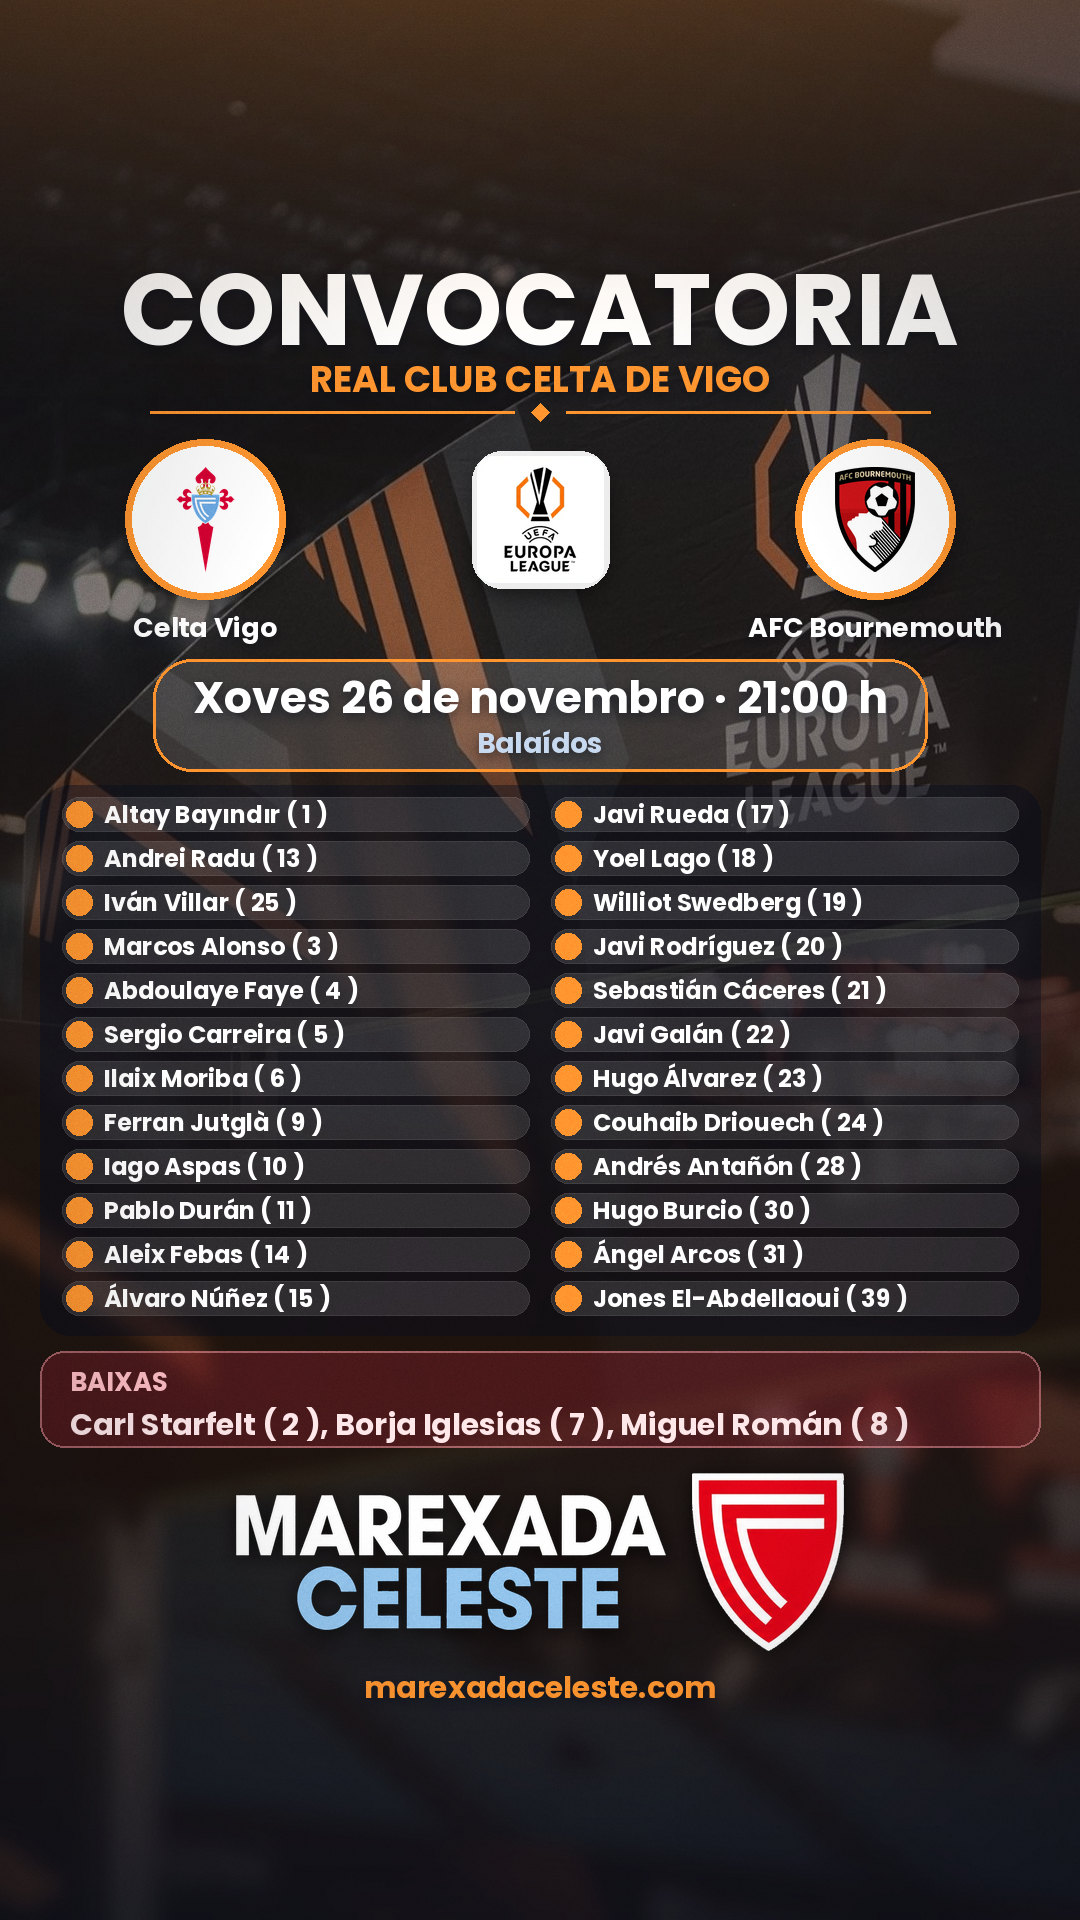 CONVOCATORIA
REAL CLUB CELTA DE VIGO
UEFA
EUROPA
LEAGUE
AFC BOURNEMOUTH
Celta Vigo
AFC Bournemouth
UEFA
EUROPA
LEAGUE™
Xoves 26 de novembro · 21:00 h
Balaídos
Altay Bayındır ( 1 )
Andrei Radu ( 13 )
Iván Villar ( 25 )
Marcos Alonso ( 3 )
Abdoulaye Faye ( 4 )
Sergio Carreira ( 5 )
Ilaix Moriba ( 6 )
Ferran Jutglà ( 9 )
Iago Aspas ( 10 )
Pablo Durán ( 11 )
Aleix Febas ( 14 )
Álvaro Núñez ( 15 )
Javi Rueda ( 17 )
Yoel Lago ( 18 )
Williot Swedberg ( 19 )
Javi Rodríguez ( 20 )
Sebastián Cáceres ( 21 )
Javi Galán ( 22 )
Hugo Álvarez ( 23 )
Couhaib Driouech ( 24 )
Andrés Antañón ( 28 )
Hugo Burcio ( 30 )
Ángel Arcos ( 31 )
Jones El-Abdellaoui ( 39 )
BAIXAS
Carl Starfelt ( 2 ), Borja Iglesias ( 7 ), Miguel Román ( 8 )
MAREXADA
CELESTE
marexadaceleste.com